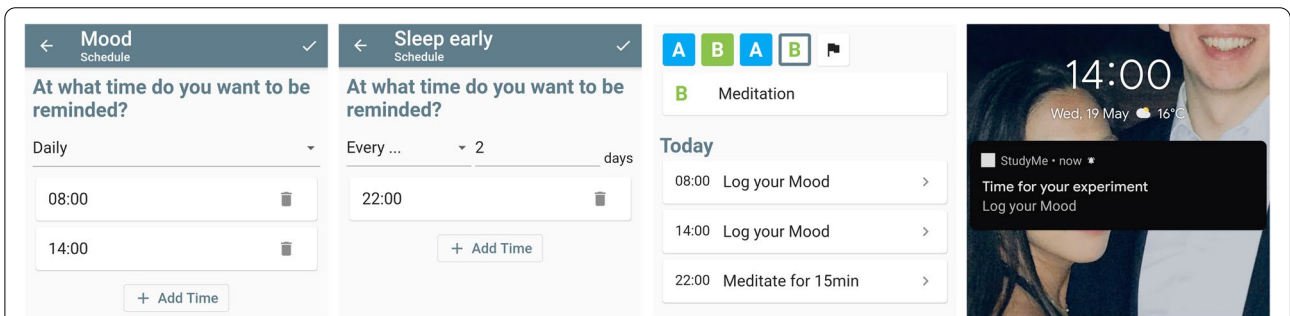 Mood
Schedule
At what time do you want to be
reminded?
Daily
08:00
14:00
+ Add Time
Sleep early
Schedule
At what time do you want to be
reminded?
Every ... 2 days
22:00
+ Add Time
A B A B
B Meditation
Today
08:00 Log your Mood
14:00 Log your Mood
22:00 Meditate for 15min
14:00
Wed, 19 May 16°C
StudyMe • now
Time for your experiment
Log your Mood